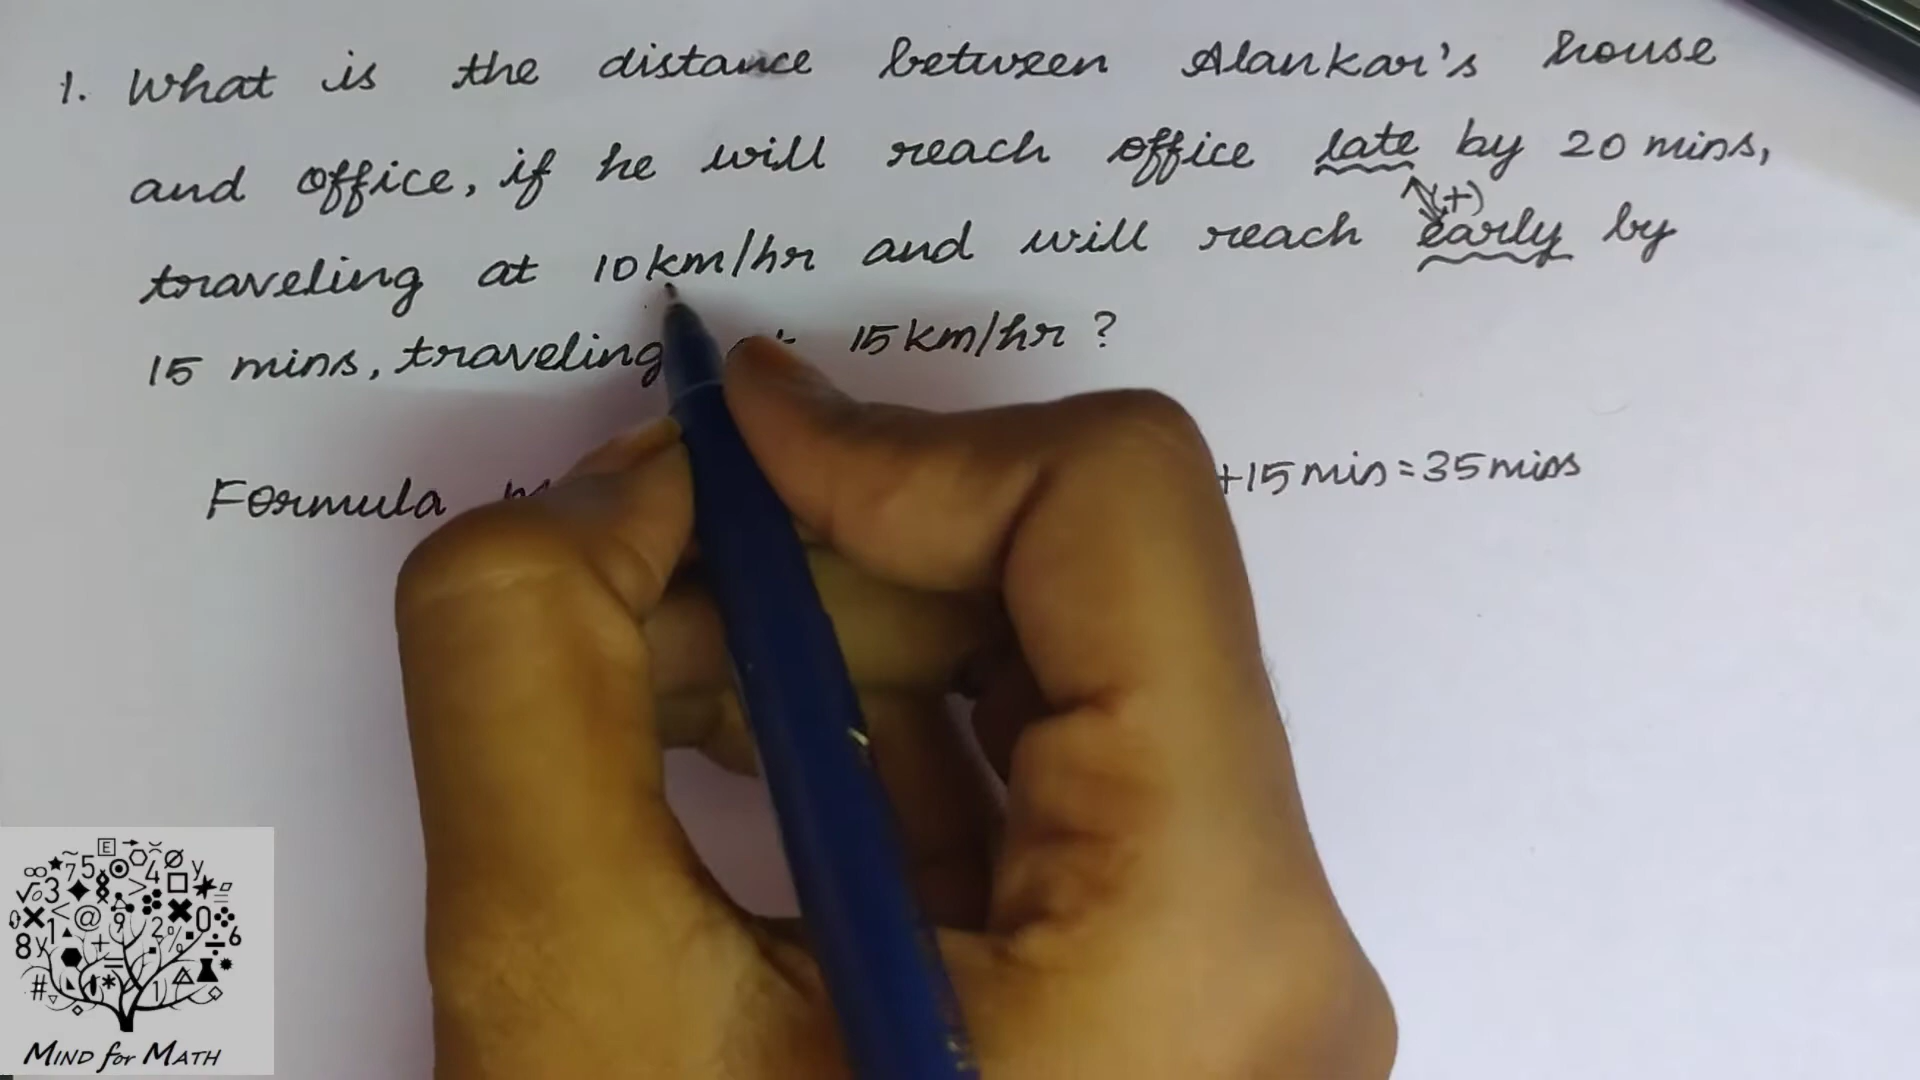 1. What is the distance between Alankar's house
and office, if he will reach office late by 20 mins,
(+)
traveling at 10km/hr and will reach early by
15 mins, traveling 15km/hr ?
Formula +15 min = 35 mins
MIND for MATH